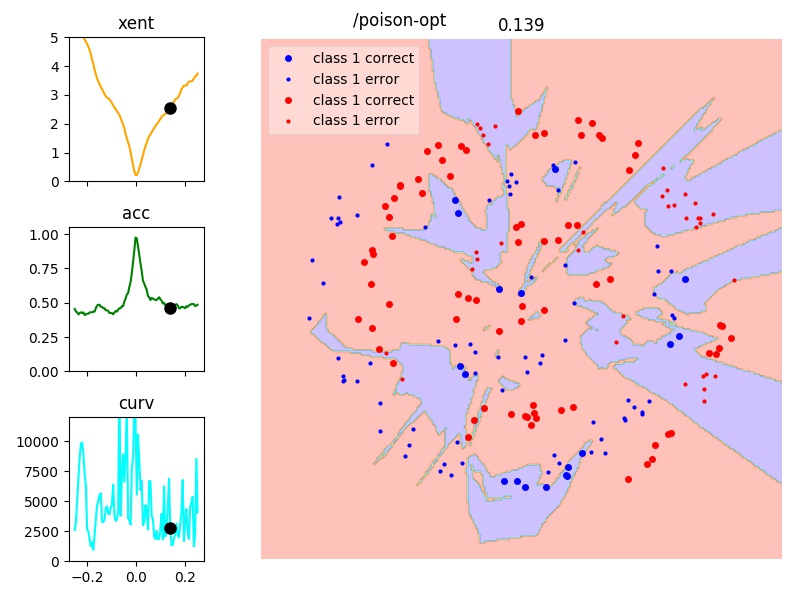 /poison-opt
0.139
xent
5
4
3
2
1
0
acc
1.00
0.75
0.50
0.25
0.00
curv
10000
7500
5000
2500
0
−0.2 0.0 0.2
class 1 correct
class 1 error
class 1 correct
class 1 error